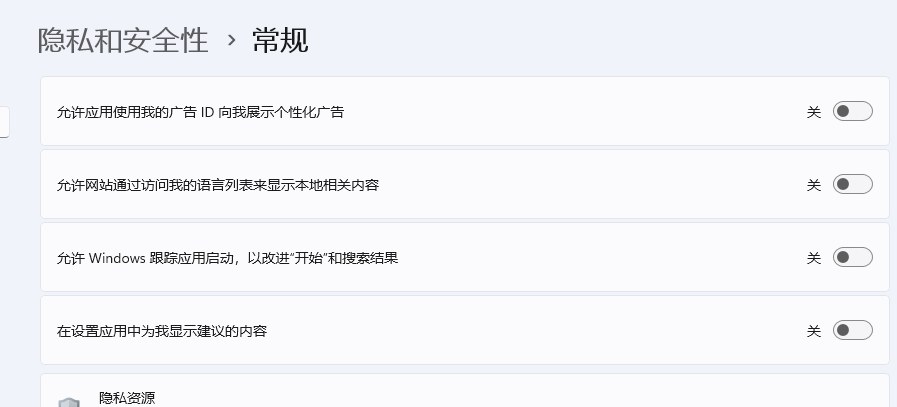 隐私和安全性 › 常规
允许应用使用我的广告 ID 向我展示个性化广告 关
允许网站通过访问我的语言列表来显示本地相关内容 关
允许 Windows 跟踪应用启动，以改进"开始"和搜索结果 关
在设置应用中为我显示建议的内容 关
隐私资源